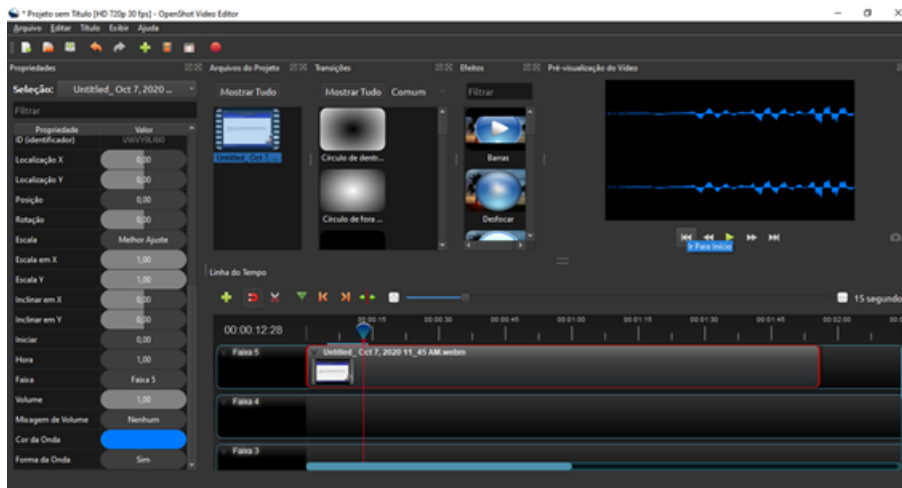 * Projeto sem Título [HD 720p 30 fps] - OpenShot Video Editor
Arquivo Editar Título Exibir Ajuda
Propriedades
Seleção: Untitled_ Oct 7, 2020 ...
Filtrar
Propriedade Valor
ID (identificador)
Localização X 0,00
Localização Y 0,00
Posição 0,00
Rotação 0,00
Escala Melhor Ajuste
Escala em X 1,00
Escala Y 1,00
Inclinar em X 0,00
Inclinar em Y 0,00
Iniciar 0,00
Hora 1,00
Faixa Faixa 5
Volume 1,00
Mixagem de Volume Nenhum
Cor da Onda
Forma da Onda Sim
Arquivos do Projeto
Mostrar Tudo
Untitled_ Oct 7, ...
Transições
Mostrar Tudo Comum
Círculo de dentr...
Círculo de fora ...
Efeitos
Filtrar
Barras
Desfocar
Pré-visualização do Vídeo
Ir Para Início
Linha do Tempo
15 segundo
00:00:12:28
00:00:15 00:00:30 00:00:45 00:01:00 00:01:15 00:01:30 00:01:45 00:02:00
Faixa 5
Untitled_ Oct 7, 2020 11_45 AM.webm
Faixa 4
Faixa 3